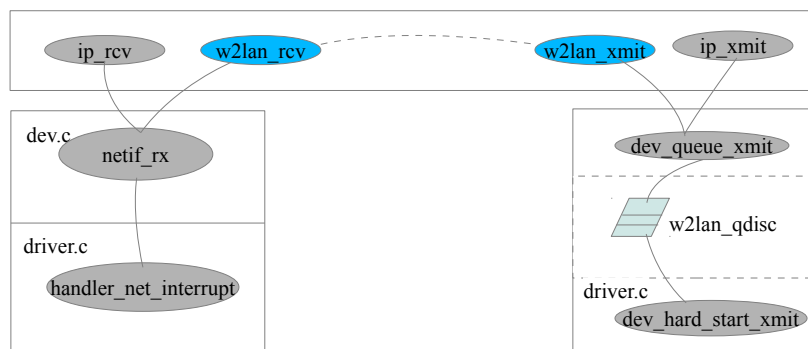 ip_rcv
w2lan_rcv
w2lan_xmit
ip_xmit
dev.c
netif_rx
dev_queue_xmit
w2lan_qdisc
driver.c
handler_net_interrupt
driver.c
dev_hard_start_xmit